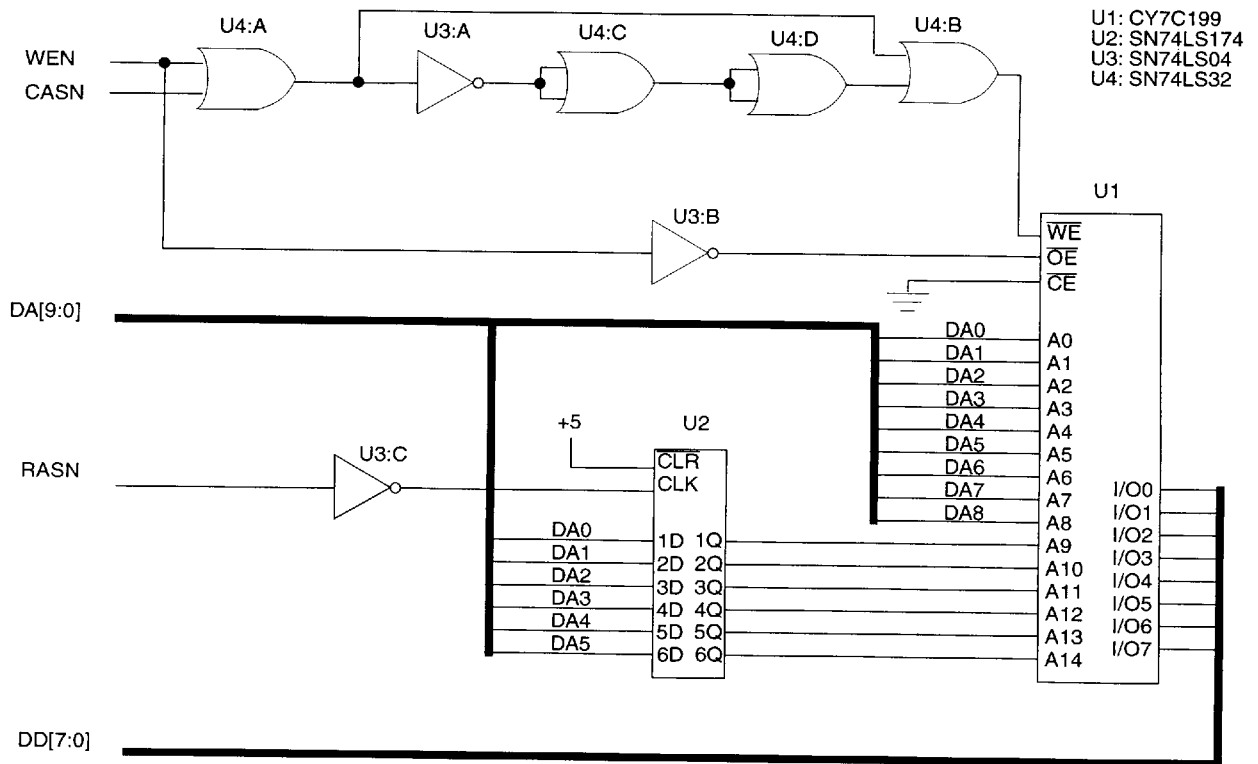 U4:A
U3:A
U4:C
U4:D
U4:B
U1: CY7C199
U2: SN74LS174
U3: SN74LS04
U4: SN74LS32
WEN
CASN
U3:B
U1
WE
OE
CE
DA[9:0]
DA0
DA1
DA2
DA3
DA4
DA5
DA6
DA7
DA8
A0
A1
A2
A3
A4
A5
A6
A7
A8
A9
A10
A11
A12
A13
A14
I/O0
I/O1
I/O2
I/O3
I/O4
I/O5
I/O6
I/O7
+5
U2
RASN
U3:C
CLR
CLK
DA0
DA1
DA2
DA3
DA4
DA5
1D 1Q
2D 2Q
3D 3Q
4D 4Q
5D 5Q
6D 6Q
DD[7:0]